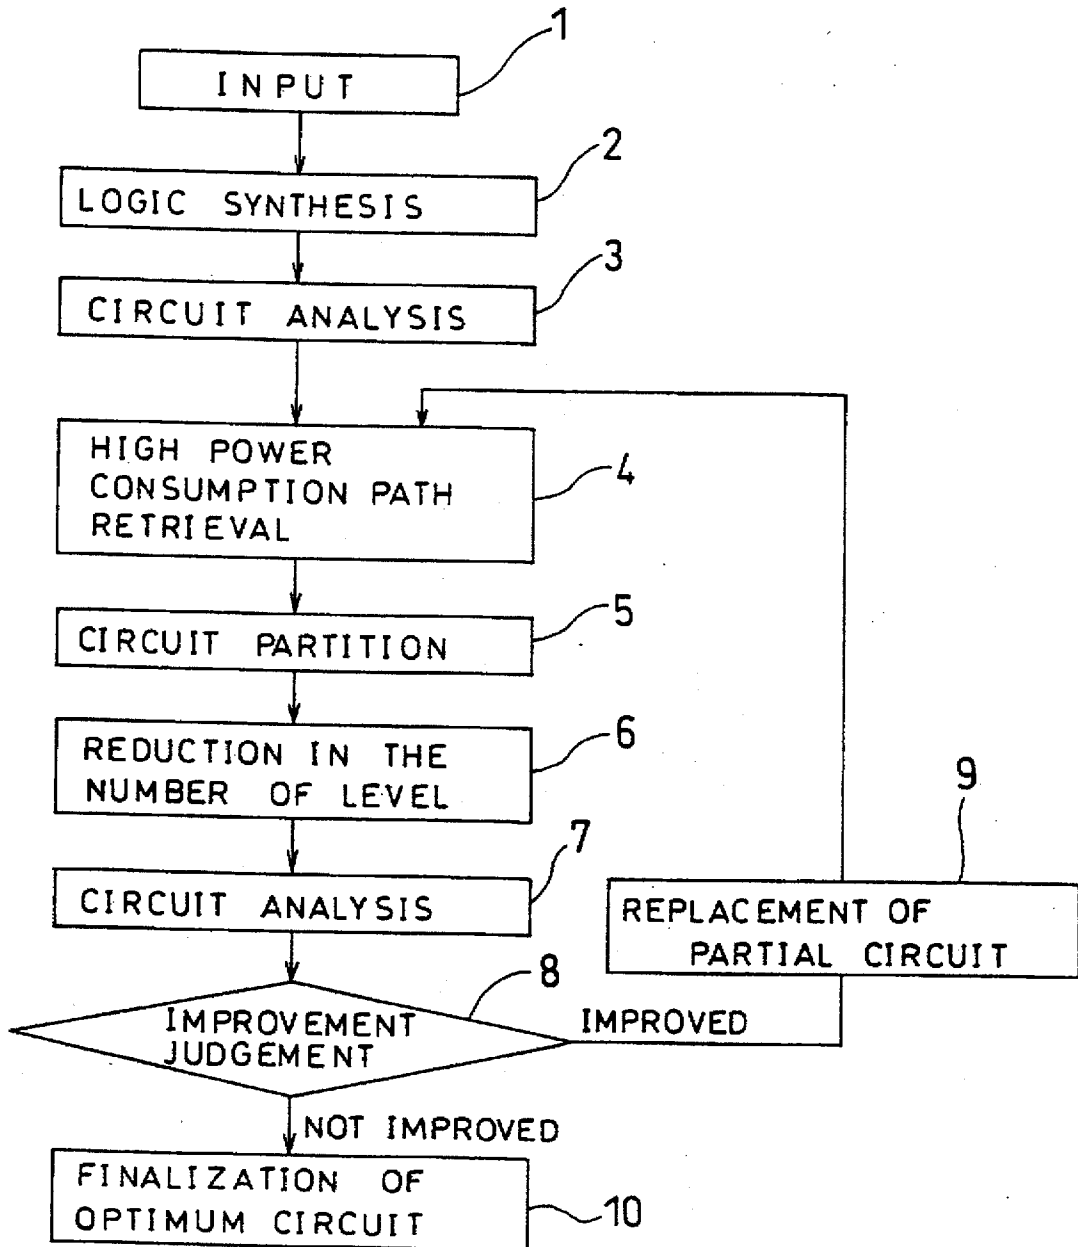 1
INPUT
2
LOGIC SYNTHESIS
3
CIRCUIT ANALYSIS
HIGH POWER
CONSUMPTION PATH
RETRIEVAL
4
CIRCUIT PARTITION
5
REDUCTION IN THE
NUMBER OF LEVEL
6
CIRCUIT ANALYSIS
7
9
REPLACEMENT OF
PARTIAL CIRCUIT
8
IMPROVEMENT
JUDGEMENT
IMPROVED
NOT IMPROVED
FINALIZATION OF
OPTIMUM CIRCUIT
10